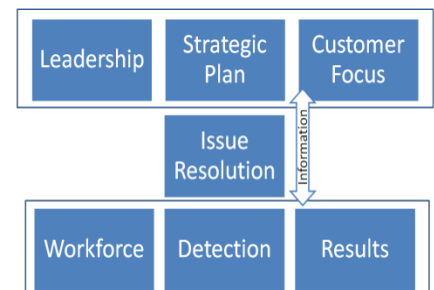 Leadership
Strategic
Plan
Customer
Focus
Issue
Resolution
Information
Workforce
Detection
Results